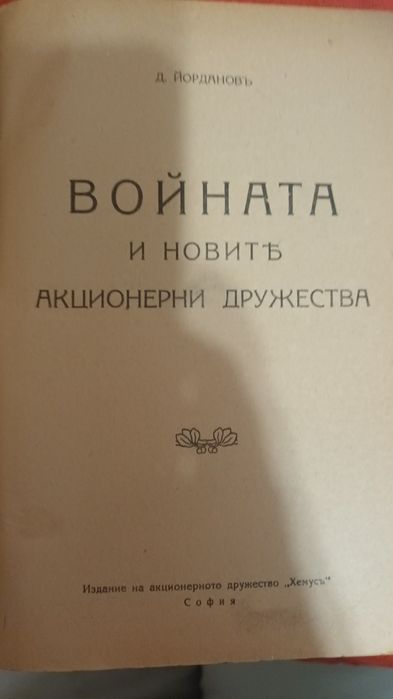 Д. ЙОРДАНОВЪ
ВОЙНАТА
И НОВИТѢ
АКЦИОНЕРНИ ДРУЖЕСТВА
Издание на акционерното дружество „Хемусъ"
София